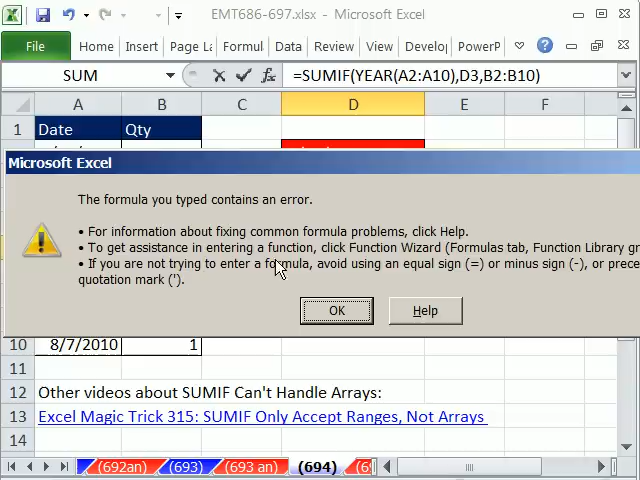 EMT686-697.xlsx - Microsoft Excel
File Home Insert Page La Formul Data Review View Develo PowerP
SUM =SUMIF(YEAR(A2:A10),D3,B2:B10)
A B C D E F
1 Date Qty
Microsoft Excel
The formula you typed contains an error.
• For information about fixing common formula problems, click Help.
• To get assistance in entering a function, click Function Wizard (Formulas tab, Function Library gr
• If you are not trying to enter a formula, avoid using an equal sign (=) or minus sign (-), or prece
quotation mark (').
OK Help
10 8/7/2010 1
11
12 Other videos about SUMIF Can't Handle Arrays:
13 Excel Magic Trick 315: SUMIF Only Accept Ranges, Not Arrays
14
(692an) (693) (693 an) (694) (69